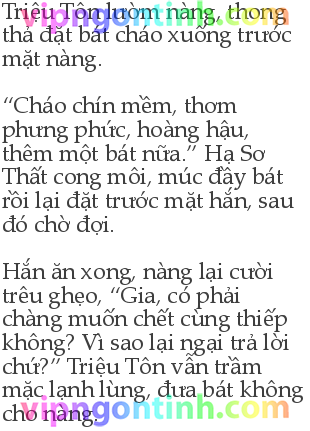 Triệu Tôn lườm nàng, thong
thả đặt bát cháo xuống trước
mặt nàng.
“Cháo chín mềm, thơm
phưng phức, hoàng hậu,
thêm một bát nữa.” Hạ Sơ
Thất cong môi, múc đầy bát
rồi lại đặt trước mặt hắn, sau
đó chờ đợi.
Hắn ăn xong, nàng lại cười
trêu ghẹo, “Gia, có phải
chàng muốn chết cùng thiếp
không? Vì sao lại ngại trả lời
chứ?” Triệu Tôn vẫn trầm
mặc lạnh lùng, đưa bát không
cho nàng.
vipngontinh.com
vipngontinh.com